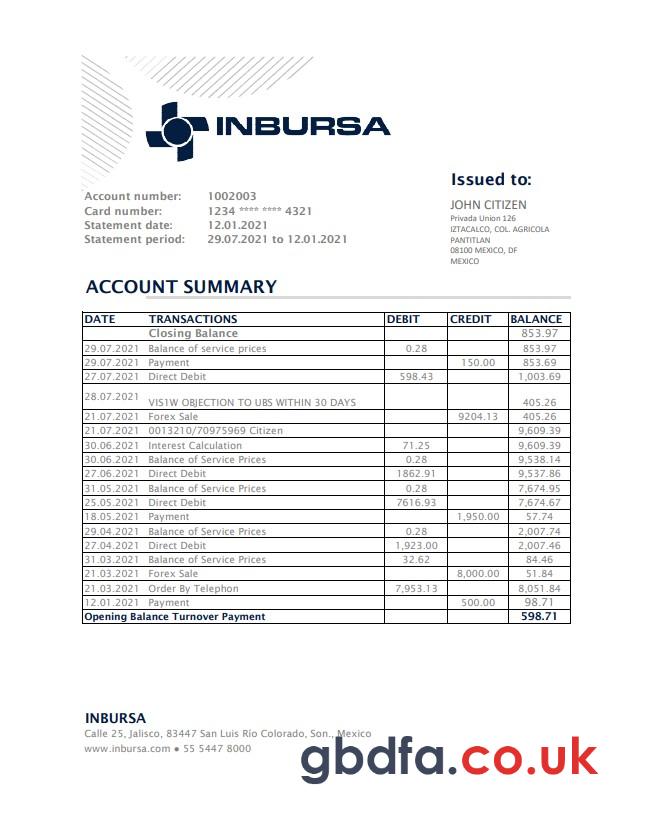 INBURSA
Issued to:
Account number: 1002003
Card number: 1234 **** **** 4321
Statement date: 12.01.2021
Statement period: 29.07.2021 to 12.01.2021
JOHN CITIZEN
Privada Union 126
IZTACALCO, COL. AGRICOLA
PANTITLAN
08100 MEXICO, DF
MEXICO
ACCOUNT SUMMARY
DATE TRANSACTIONS DEBIT CREDIT BALANCE
Closing Balance 853.97
29.07.2021 Balance of service prices 0.28 853.97
29.07.2021 Payment 150.00 853.69
27.07.2021 Direct Debit 598.43 1,003.69
28.07.2021 VIS1W OBJECTION TO UBS WITHIN 30 DAYS 405.26
21.07.2021 Forex Sale 9204.13 405.26
21.07.2021 0013210/70975969 Citizen 9,609.39
30.06.2021 Interest Calculation 71.25 9,609.39
30.06.2021 Balance of Service Prices 0.28 9,538.14
27.06.2021 Direct Debit 1862.91 9,537.86
31.05.2021 Balance of Service Prices 0.28 7,674.95
25.05.2021 Direct Debit 7616.93 7,674.67
18.05.2021 Payment 1,950.00 57.74
29.04.2021 Balance of Service Prices 0.28 2,007.74
27.04.2021 Direct Debit 1,923.00 2,007.46
31.03.2021 Balance of Service Prices 32.62 84.46
21.03.2021 Forex Sale 8,000.00 51.84
21.03.2021 Order By Telephon 7,953.13 8,051.84
12.01.2021 Payment 500.00 98.71
Opening Balance Turnover Payment 598.71
INBURSA
Calle 25, Jalisco, 83447 San Luis Río Colorado, Son., Mexico
www.inbursa.com ● 55 5447 8000
gbdfa.co.uk